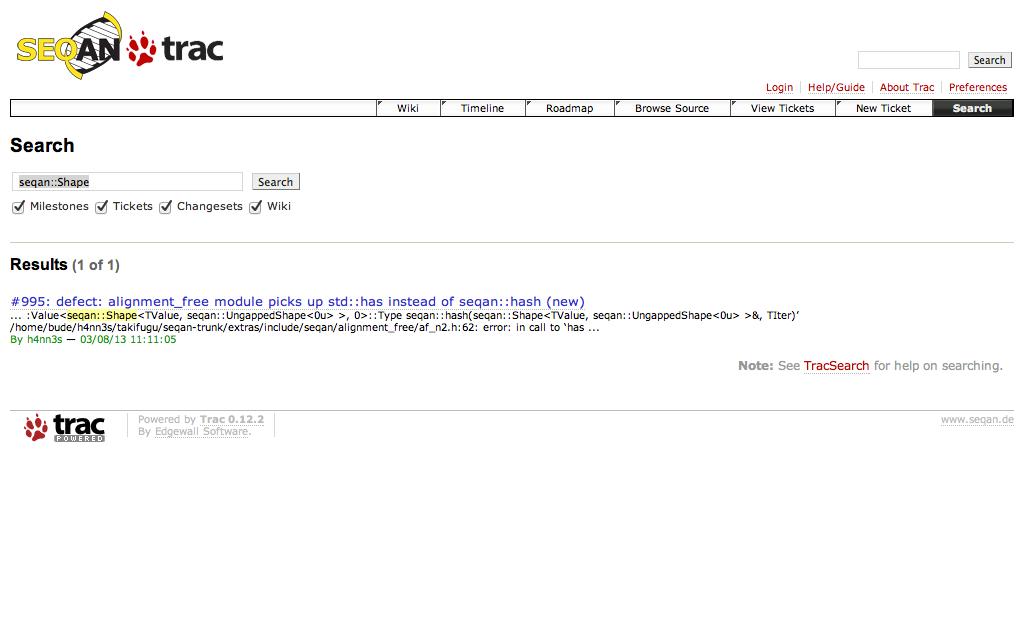 SEQAN trac
Search
Login Help/Guide About Trac Preferences
Wiki Timeline Roadmap Browse Source View Tickets New Ticket Search
Search
seqan::Shape Search
Milestones Tickets Changesets Wiki
Results (1 of 1)
#995: defect: alignment_free module picks up std::has instead of seqan::hash (new)
... :Value<seqan::Shape<TValue, seqan::UngappedShape<0u> >, 0>::Type seqan::hash(seqan::Shape<TValue, seqan::UngappedShape<0u> >&, TIter)’
/home/bude/h4nn3s/takifugu/seqan-trunk/extras/include/seqan/alignment_free/af_n2.h:62: error: in call to ‘has ...
By h4nn3s — 03/08/13 11:11:05
Note: See TracSearch for help on searching.
trac POWERED
Powered by Trac 0.12.2
By Edgewall Software.
www.seqan.de